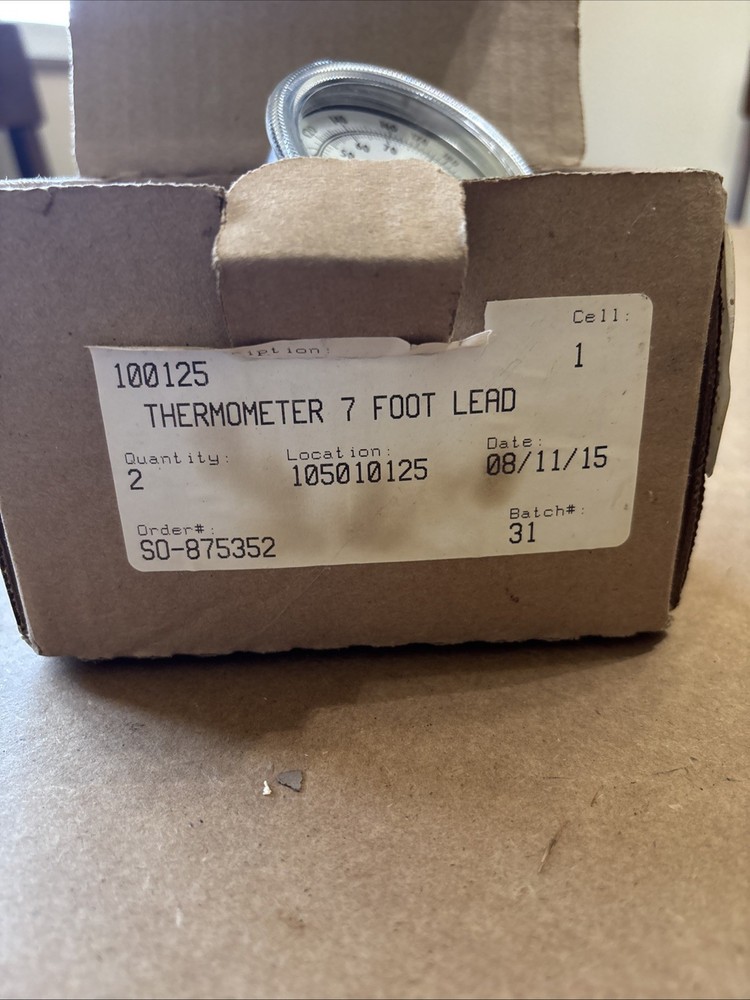 iption:
Cell:
100125
1
THERMOMETER 7 FOOT LEAD
Quantity: Location: Date:
2 105010125 08/11/15
Order#: Batch#:
SO-875352 31